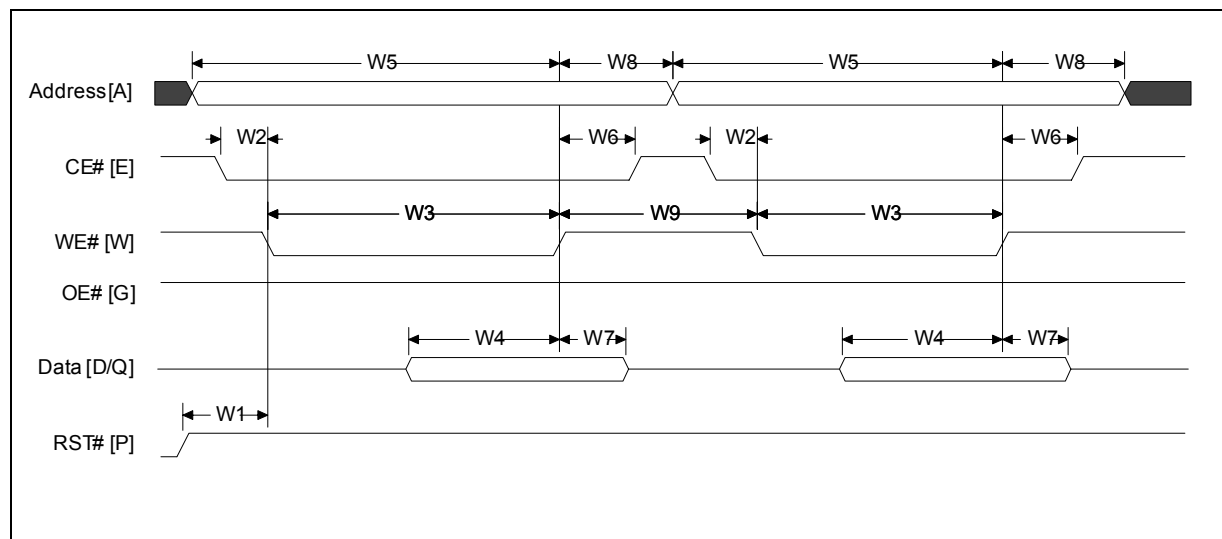 W5 W8 W5 W8
Address [A]
W2 W6 W2 W6
CE# [E]
W3 W9 W3
WE# [W]
OE# [G]
W4 W7 W4 W7
Data [D/Q]
W1
RST# [P]